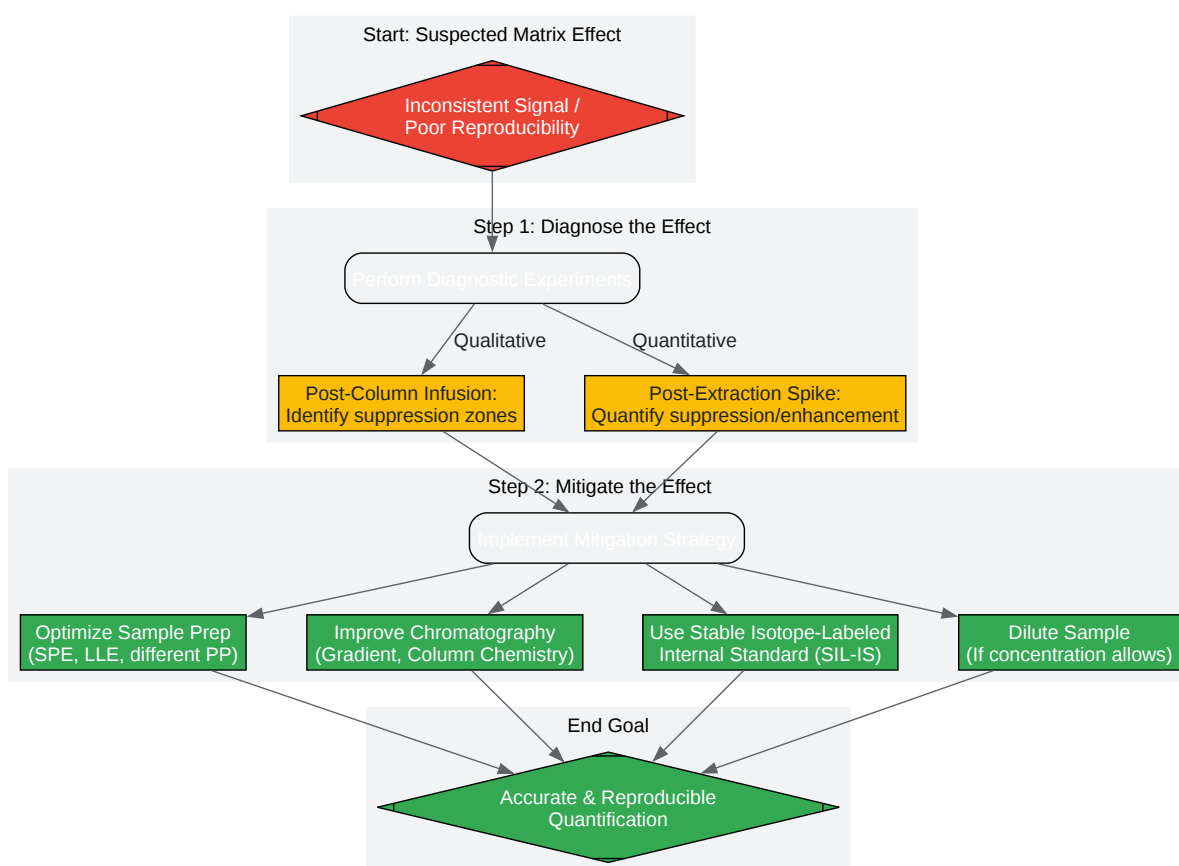 Start: Suspected Matrix Effect
Inconsistent Signal /
Poor Reproducibility
Step 1: Diagnose the Effect
Perform Diagnostic Experiments
Qualitative
Quantitative
Post-Column Infusion:
Identify suppression zones
Post-Extraction Spike:
Quantify suppression/enhancement
Step 2: Mitigate the Effect
Implement Mitigation Strategy
Optimize Sample Prep
(SPE, LLE, different PP)
Improve Chromatography
(Gradient, Column Chemistry)
Use Stable Isotope-Labeled
Internal Standard (SIL-IS)
Dilute Sample
(If concentration allows)
End Goal
Accurate & Reproducible
Quantification